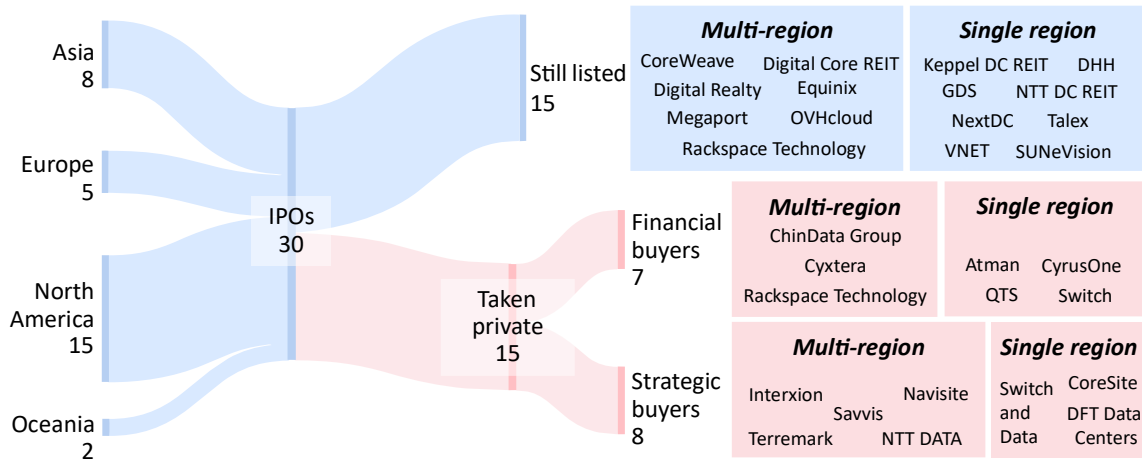 Asia
8
Europe
5
North
America
15
Oceania
2
IPOs
30
Still listed
15
Taken
private
15
Financial
buyers
7
Strategic
buyers
8
Multi-region
CoreWeave Digital Core REIT
Digital Realty Equinix
Megaport OVHcloud
Rackspace Technology
Single region
Keppel DC REIT DHH
GDS NTT DC REIT
NextDC Talex
VNET SUNeVision
Multi-region
ChinData Group
Cyxtera
Rackspace Technology
Single region
Atman CyrusOne
QTS Switch
Multi-region
Interxion Navisite
Savvis
Terremark NTT DATA
Single region
Switch
and
Data
CoreSite
DFT Data
Centers